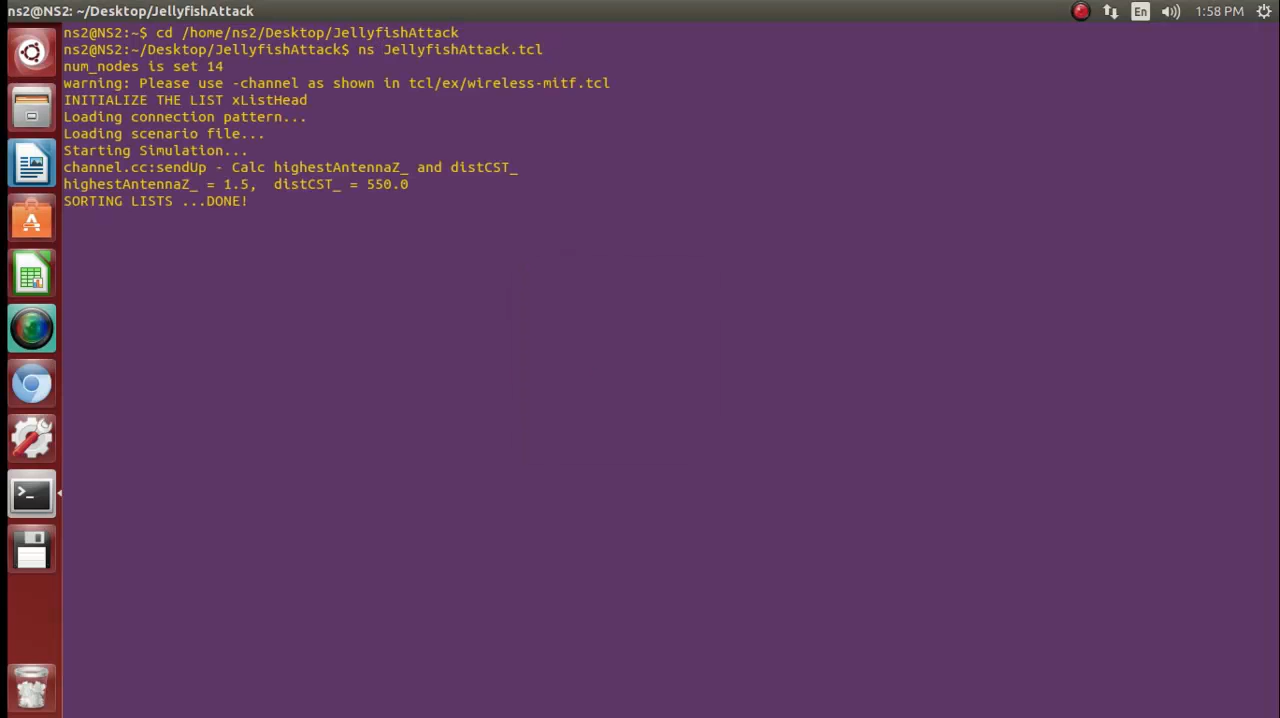 ns2@NS2: ~/Desktop/JellyfishAttack
En
1:58 PM
ns2@NS2:~$ cd /home/ns2/Desktop/JellyfishAttack
ns2@NS2:~/Desktop/JellyfishAttack$ ns JellyfishAttack.tcl
num_nodes is set 14
warning: Please use -channel as shown in tcl/ex/wireless-mitf.tcl
INITIALIZE THE LIST xListHead
Loading connection pattern...
Loading scenario file...
Starting Simulation...
channel.cc:sendUp - Calc highestAntennaZ_ and distCST_
highestAntennaZ_ = 1.5,  distCST_ = 550.0
SORTING LISTS ...DONE!